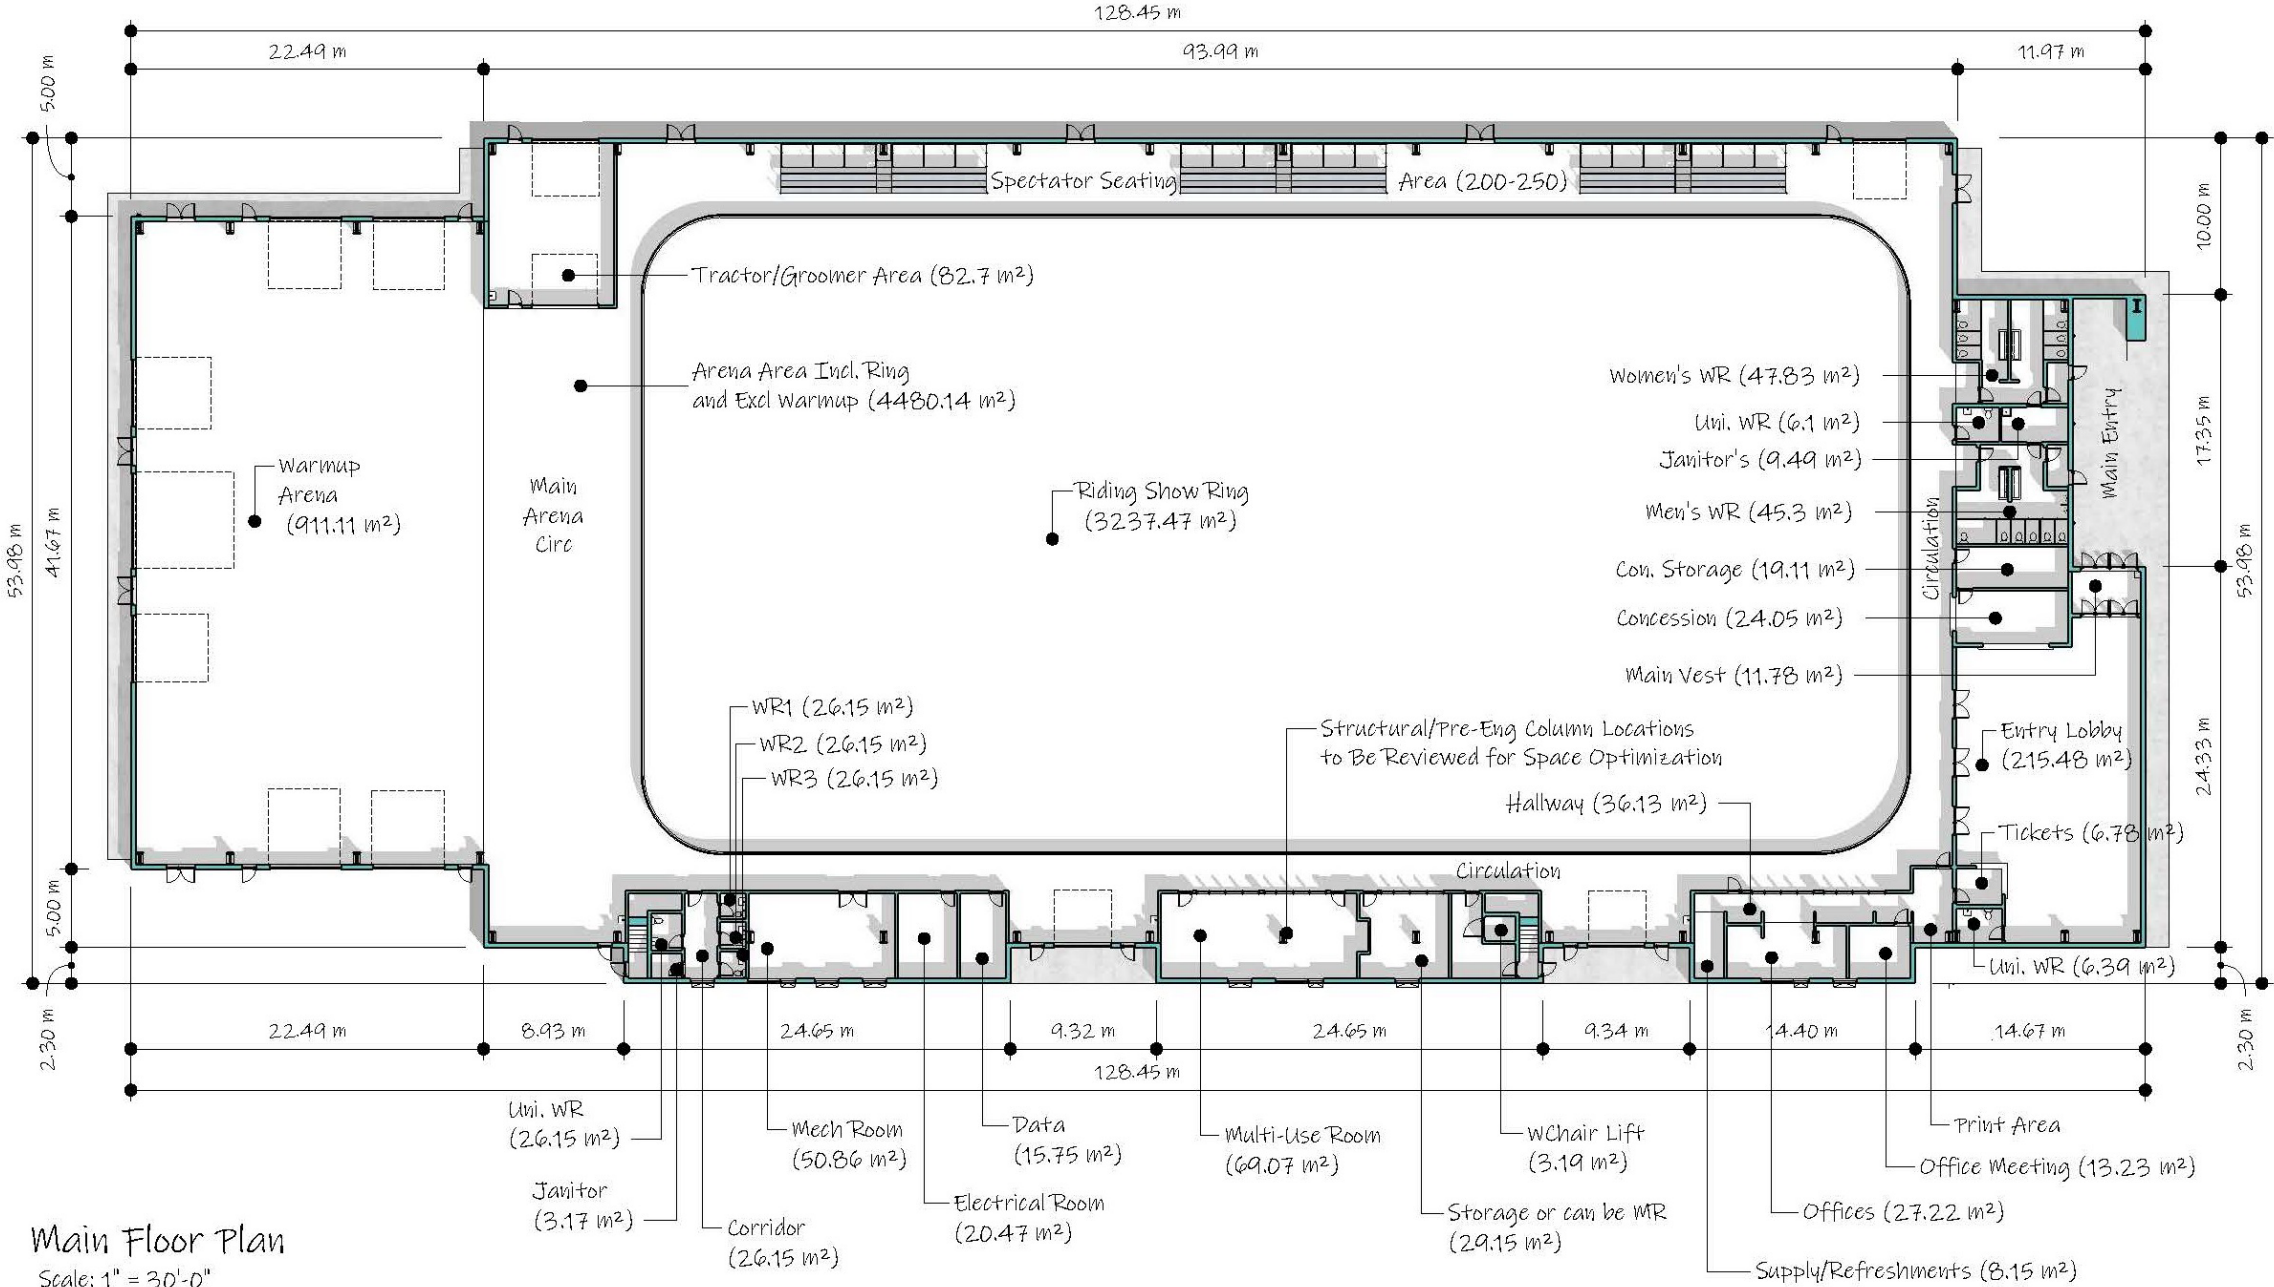 128.45 m
22.49 m
93.99 m
11.97 m
5.00 m
Spectator Seating
Area (200-250)
10.00 m
Tractor/Groomer Area (82.7 m²)
Arena Area Incl. Ring
and Excl Warmup (4480.14 m²)
Women's WR (47.83 m²)
Uni. WR (6.1 m²)
Janitor's (9.49 m²)
Main Entry
17.35 m
Warmup
Arena
(911.11 m²)
Main
Arena
Circ
Riding Show Ring
(3237.47 m²)
Men's WR (45.3 m²)
Circulation
53.98 m
41.67 m
53.98 m
Con. Storage (19.11 m²)
Concession (24.05 m²)
Main Vest (11.78 m²)
WR1 (26.15 m²)
WR2 (26.15 m²)
WR3 (26.15 m²)
Structural/Pre-Eng Column Locations
to Be Reviewed for Space Optimization
Entry Lobby
(215.48 m²)
24.33 m
Hallway (36.13 m²)
Tickets (6.78 m²)
Circulation
5.00 m
Uni. WR (6.39 m²)
2.30 m
22.49 m
8.93 m
24.65 m
9.32 m
24.65 m
9.34 m
14.40 m
14.67 m
2.30 m
128.45 m
Uni. WR
(26.15 m²)
Mech Room
(50.86 m²)
Data
(15.75 m²)
Multi-Use Room
(69.07 m²)
WChair Lift
(3.19 m²)
Print Area
Office Meeting (13.23 m²)
Janitor
(3.17 m²)
Electrical Room
(20.47 m²)
Corridor
(26.15 m²)
Storage or can be MR
(29.15 m²)
Offices (27.22 m²)
Supply/Refreshments (8.15 m²)
Main Floor Plan
Scale: 1" = 30'-0"